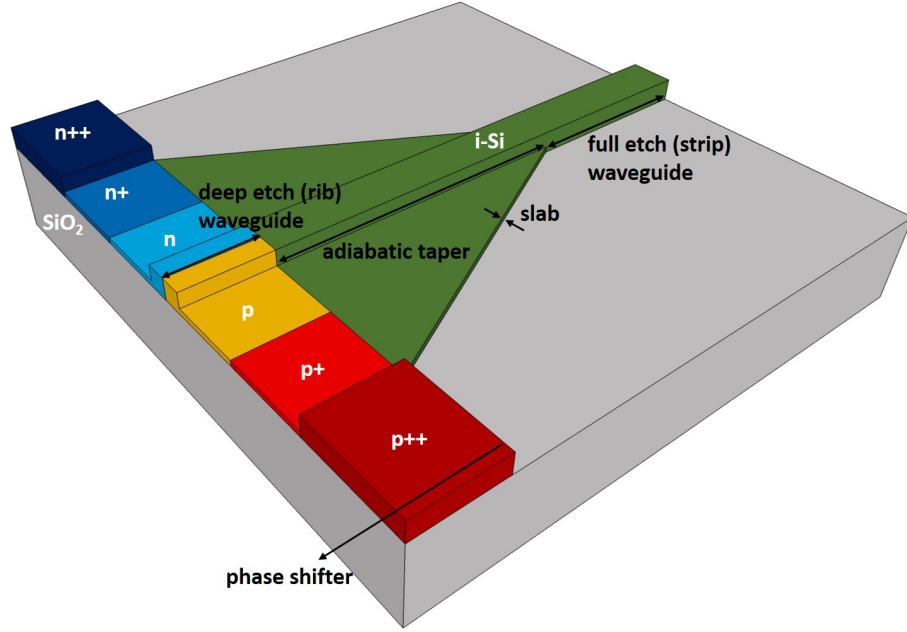 n++
n+
n
SiO2
deep etch (rib)
waveguide
i-Si
full etch (strip)
waveguide
slab
adiabatic taper
p
p+
p++
phase shifter